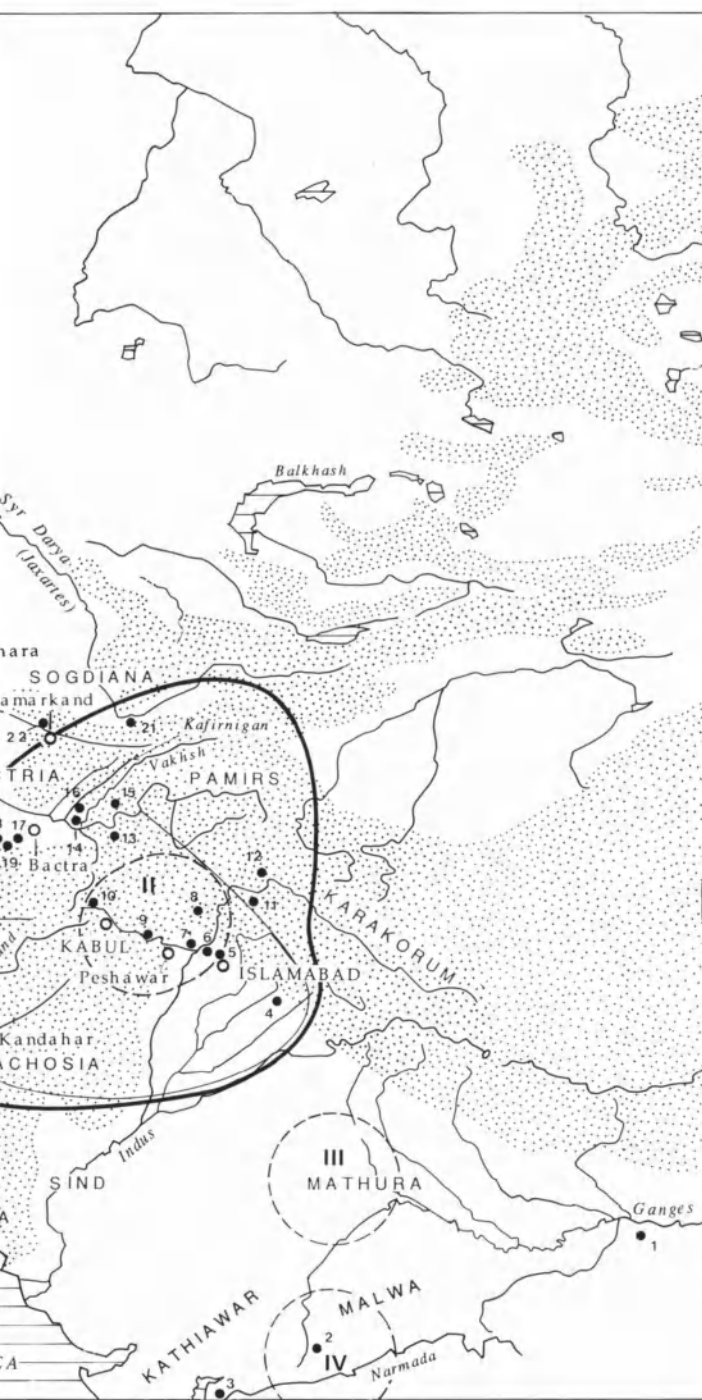 Balkhash
Syr Darya
(Jaxartes)
hara
SOGDIANA
amarkand
21
Kafirnigan
22
Vakhsh
TRIA
PAMIRS
16
15
17
14
13
19
Bactra
12
II
10
8
11
KARAKORUM
9
7
6
5
KABUL
ISLAMABAD
Peshawar
4
Kandahar
ACHOSIA
Indus
III
SIND
MATHURA
A
Ganges
1
MALWA
KATHIAWAR
2
IV
CA
Narmada
3